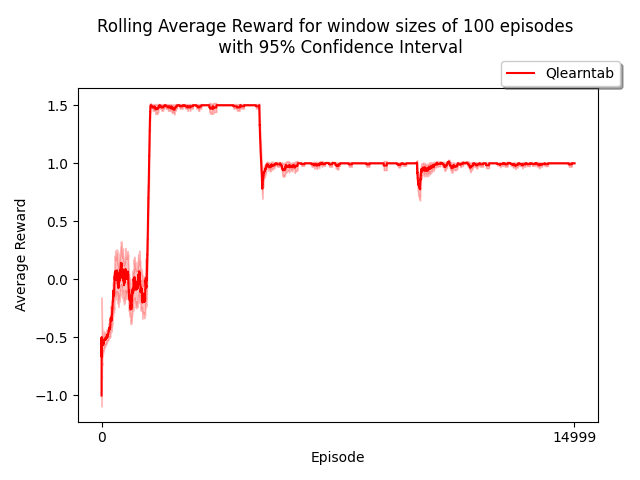 Rolling Average Reward for window sizes of 100 episodes
with 95% Confidence Interval
Qlearntab
1.5
1.0
0.5
0.0
−0.5
−1.0
Average Reward
0
14999
Episode